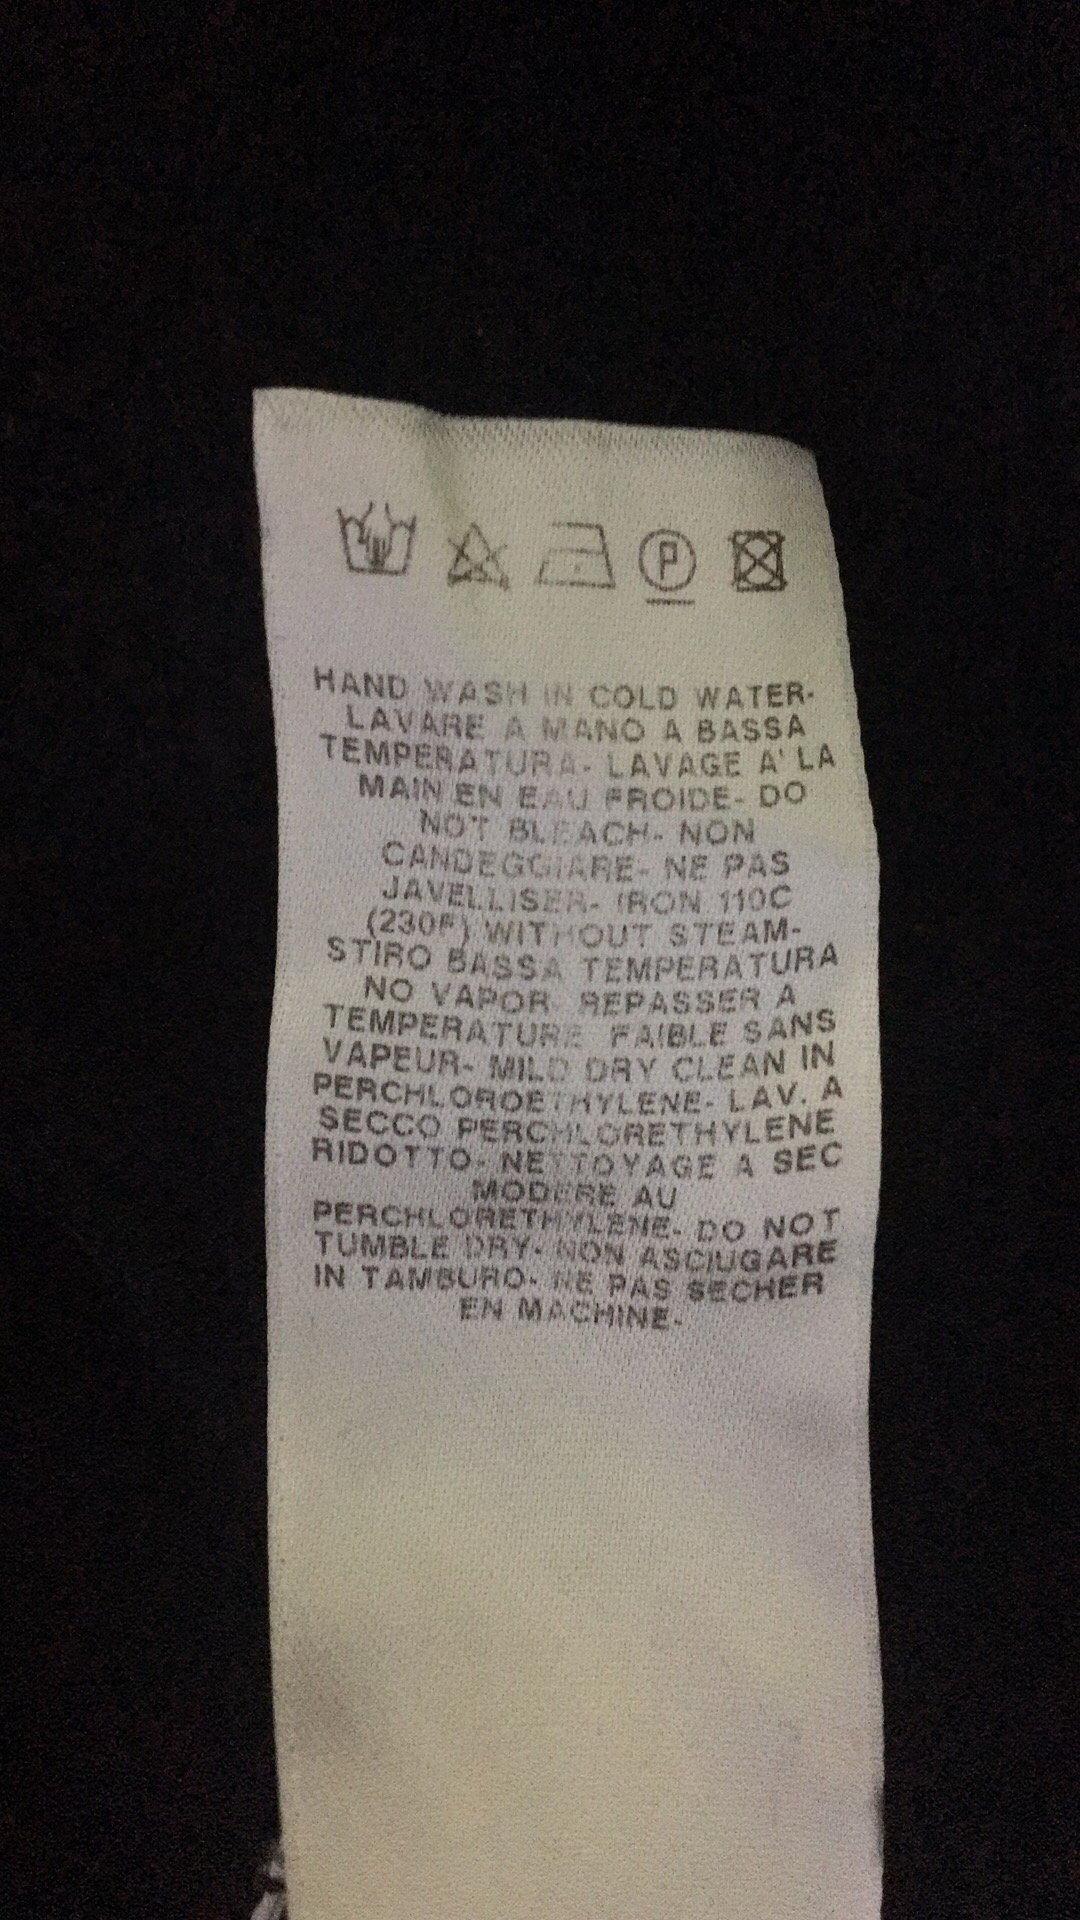 P
HAND WASH IN COLD WATER-
LAVARE A MANO A BASSA
TEMPERATURA- LAVAGE A' LA
MAIN EN EAU FROIDE- DO
NOT BLEACH- NON
CANDEGGIARE- NE PAS
JAVELLISER- IRON 110C
(230F) WITHOUT STEAM-
STIRO BASSA TEMPERATURA
NO VAPOR- REPASSER A
TEMPERATURE FAIBLE SANS
VAPEUR- MILD DRY CLEAN IN
PERCHLOROETHYLENE- LAV. A
SECCO PERCHLORETHYLENE
RIDOTTO- NETTOYAGE A SEC
MODERE AU
PERCHLORETHYLENE- DO NOT
TUMBLE DRY- NON ASCIUGARE
IN TAMBURO- NE PAS SECHER
EN MACHINE-